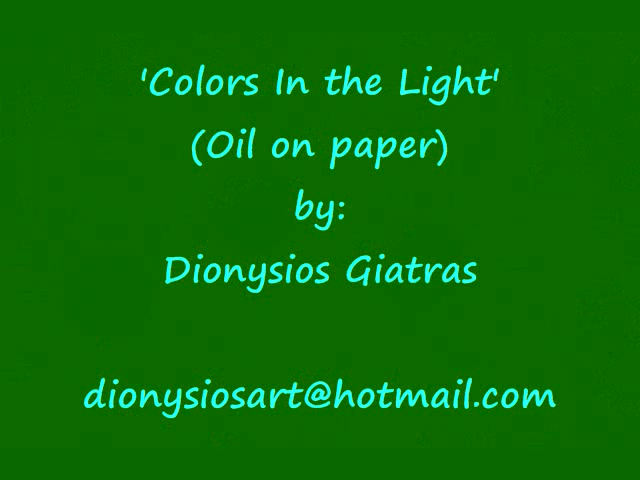 'Colors In the Light'
(Oil on paper)
by:
Dionysios Giatras
dionysiosart@hotmail.com